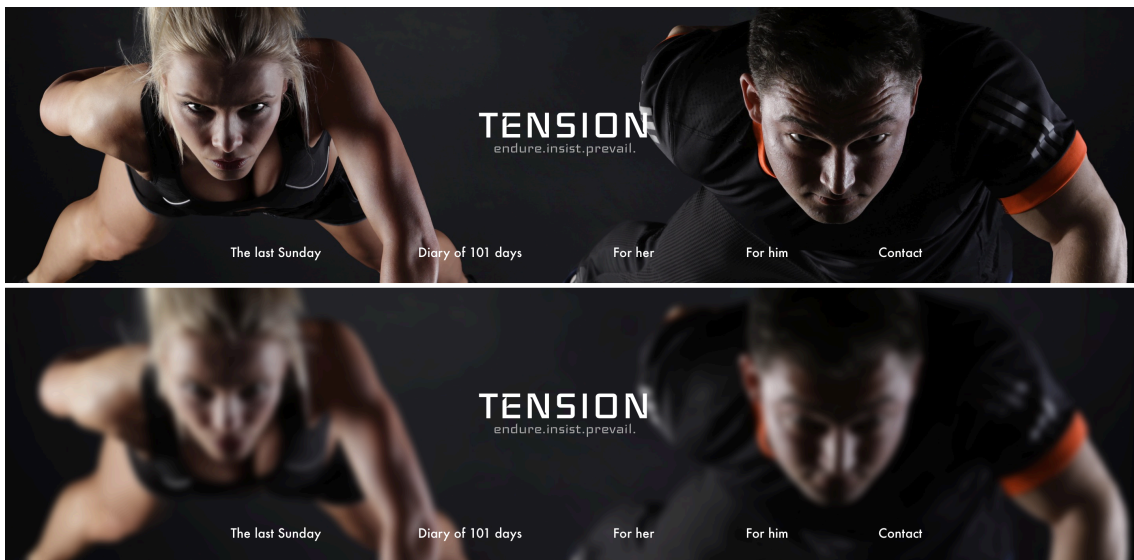 TENSION
endure.insist.prevail.
The last Sunday Diary of 101 days For her For him Contact
TENSION
endure.insist.prevail.
The last Sunday Diary of 101 days For her For him Contact